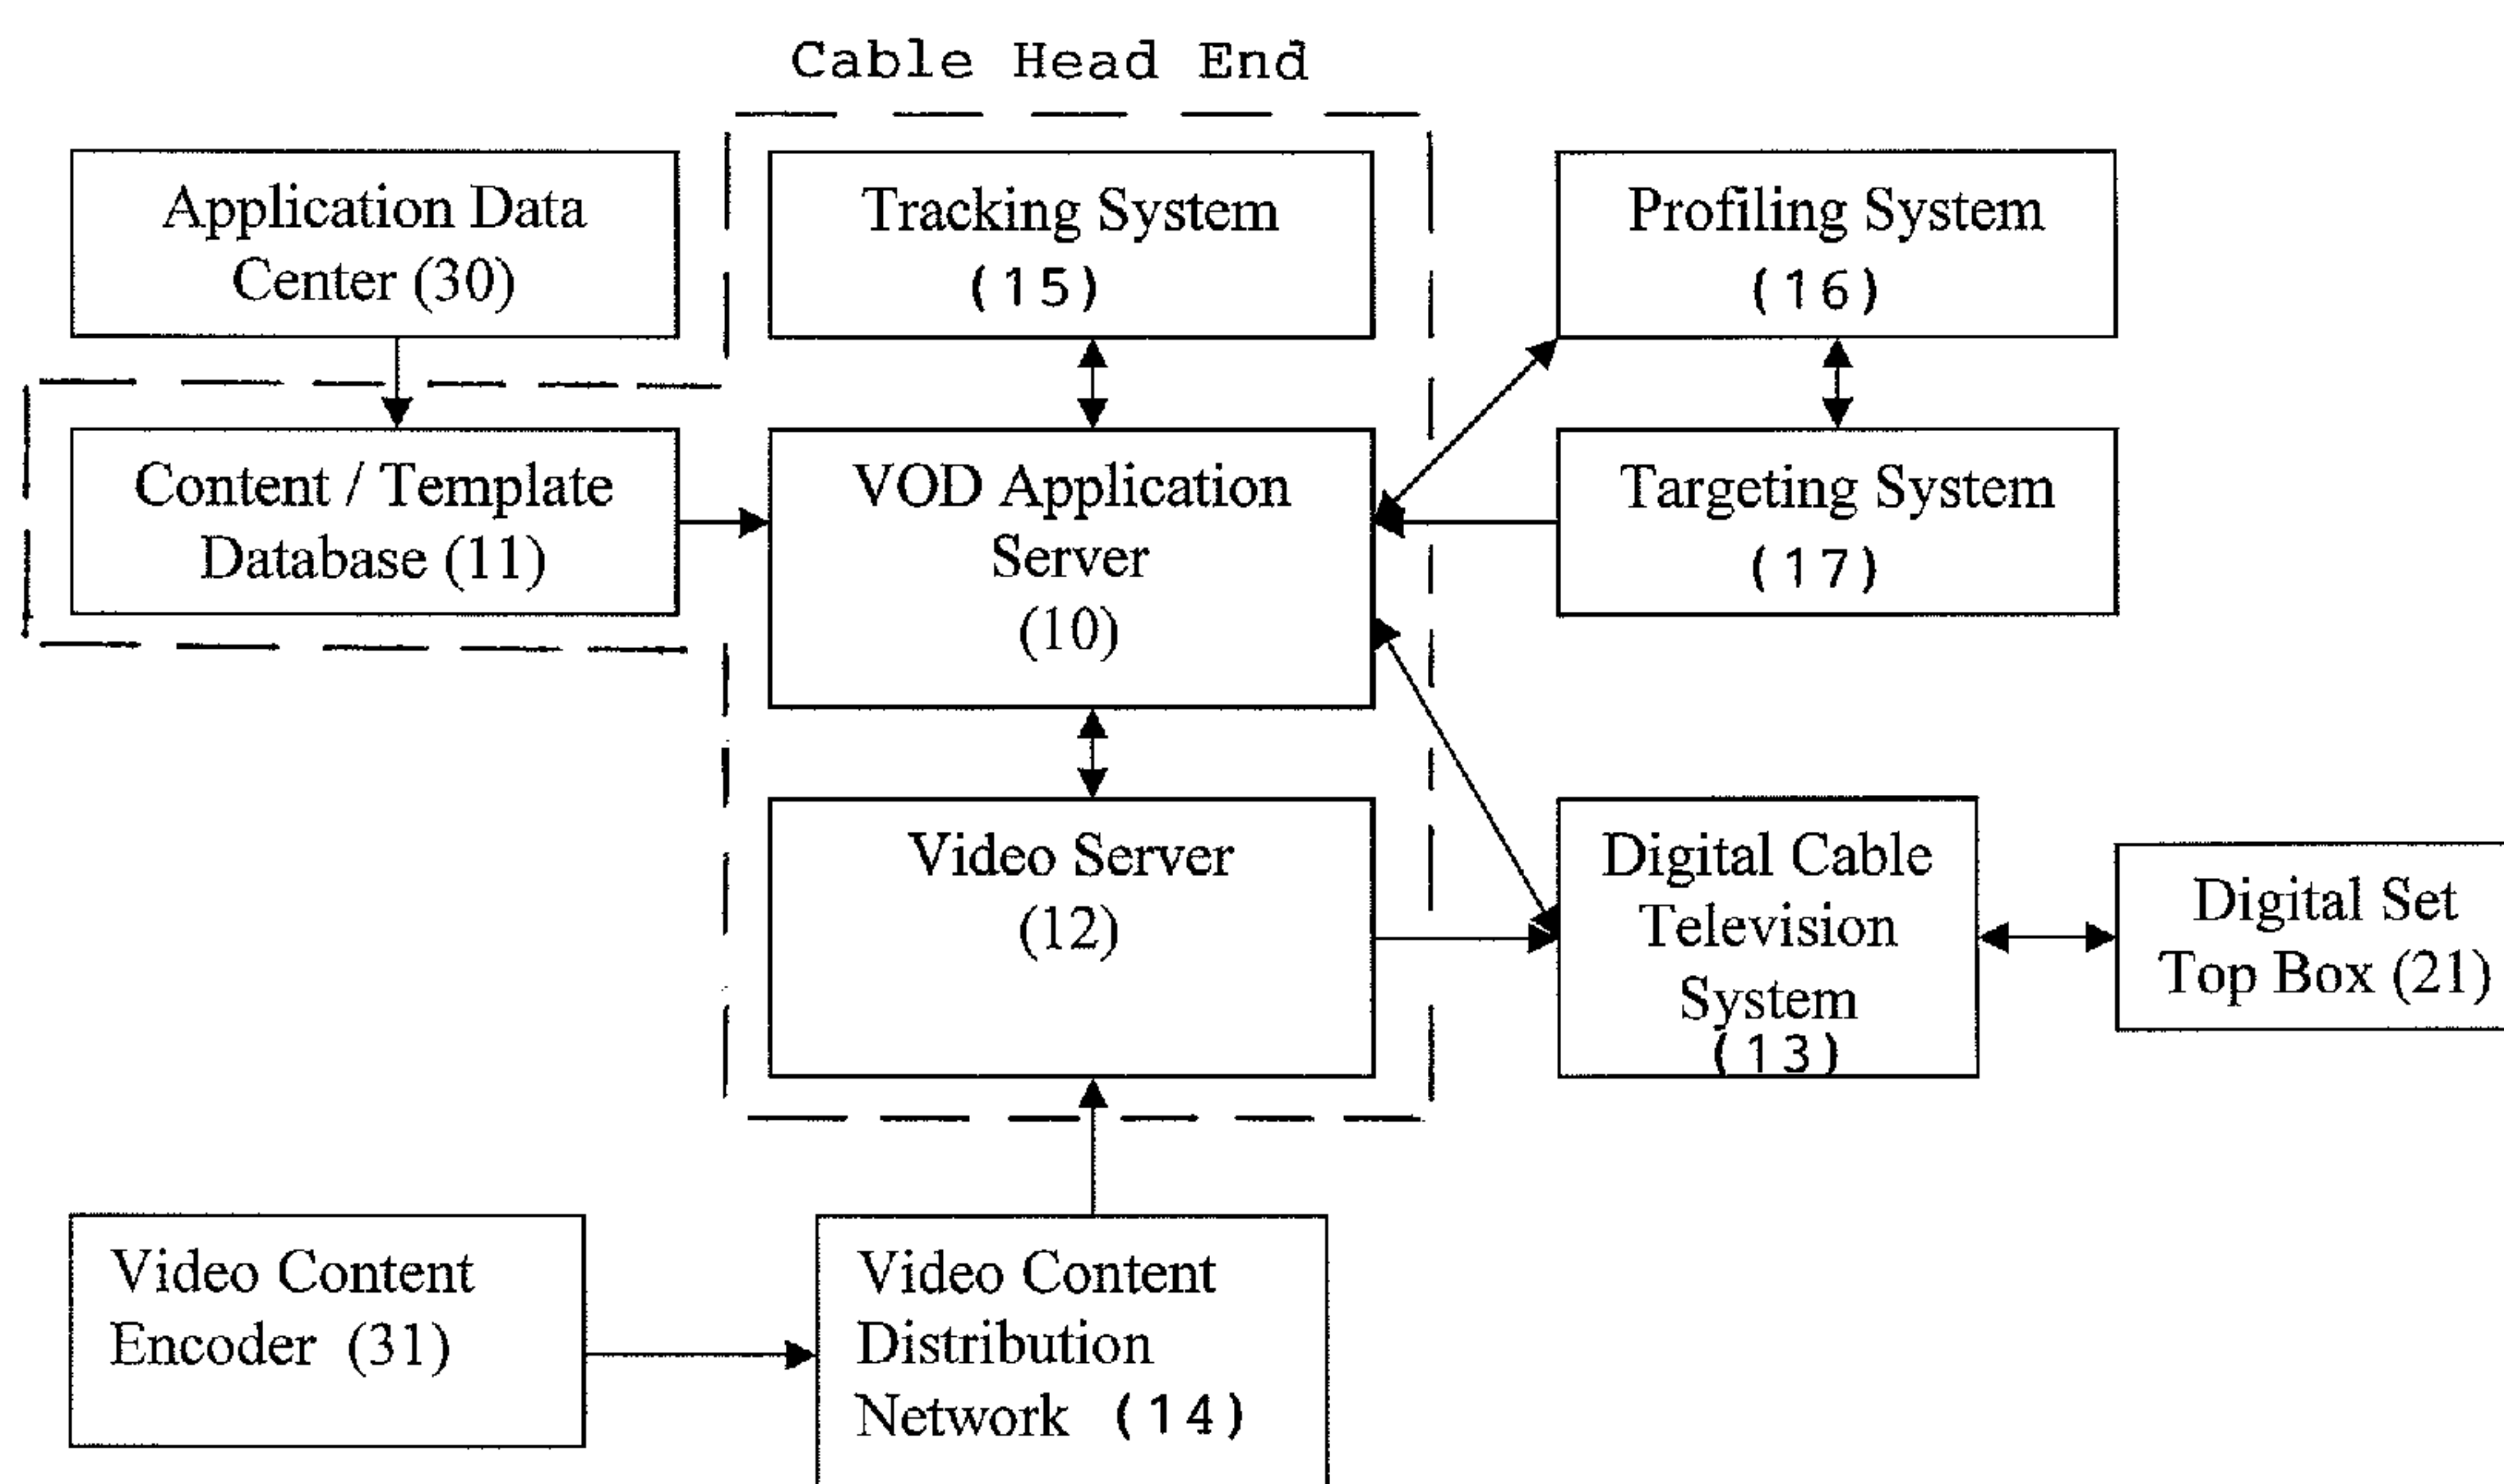 Cable Head End
Application Data
Center (30)
Tracking System
(15)
Profiling System
(16)
Content / Template
Database (11)
VOD Application
Server
(10)
Targeting System
(17)
Video Server
(12)
Digital Cable
Television
System
(13)
Digital Set
Top Box (21)
Video Content
Encoder (31)
Video Content
Distribution
Network (14)